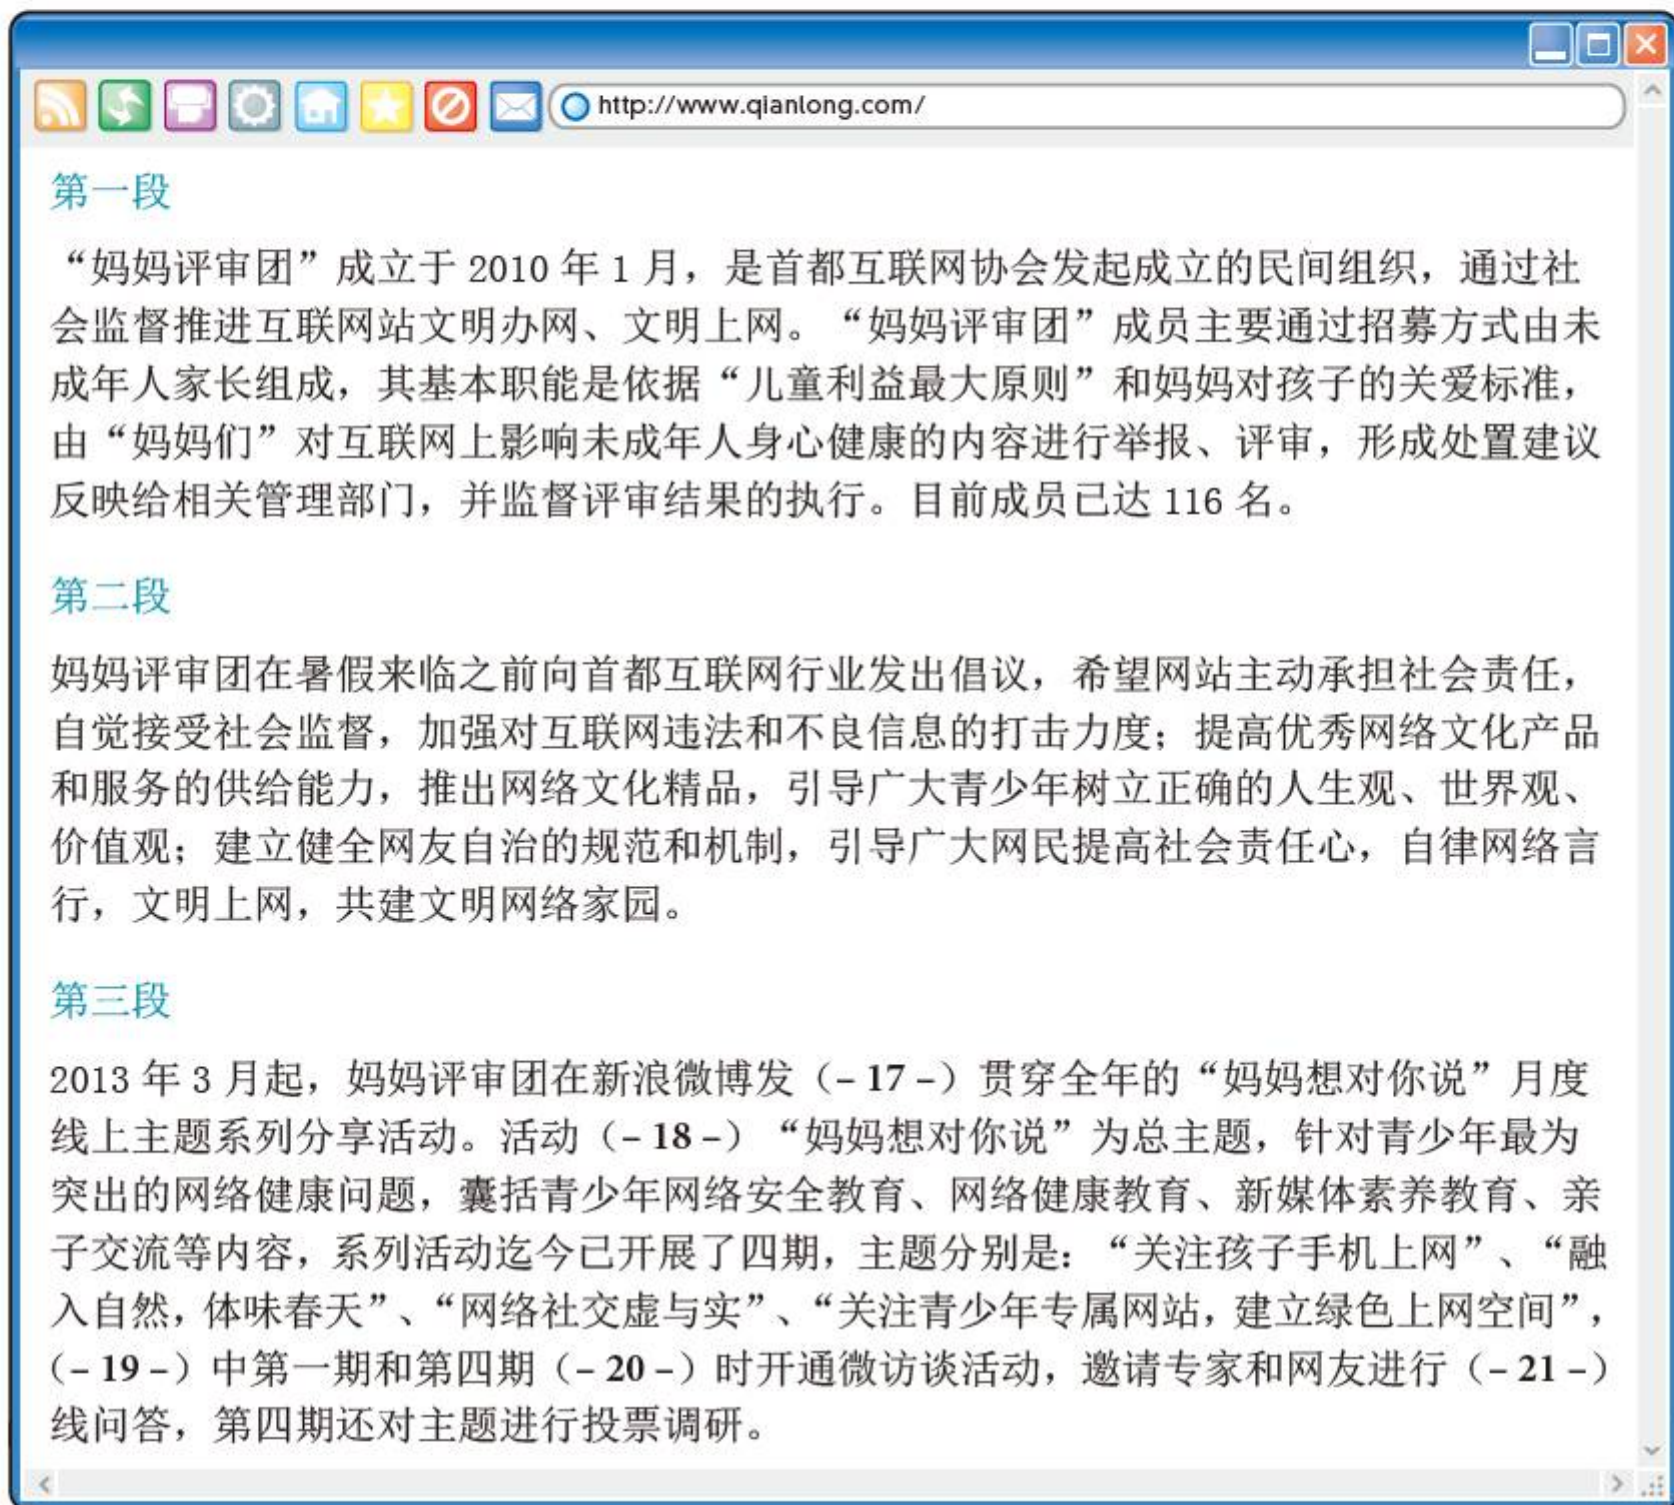 http://www.qianlong.com/
第一段
“妈妈评审团”成立于 2010 年 1 月，是首都互联网协会发起成立的民间组织，通过社
会监督推进互联网站文明办网、文明上网。“妈妈评审团”成员主要通过招募方式由未
成年人家长组成，其基本职能是依据“儿童利益最大原则”和妈妈对孩子的关爱标准，
由“妈妈们”对互联网上影响未成年人身心健康的内容进行举报、评审，形成处置建议
反映给相关管理部门，并监督评审结果的执行。目前成员已达 116 名。
第二段
妈妈评审团在暑假来临之前向首都互联网行业发出倡议，希望网站主动承担社会责任，
自觉接受社会监督，加强对互联网违法和不良信息的打击力度；提高优秀网络文化产品
和服务的供给能力，推出网络文化精品，引导广大青少年树立正确的人生观、世界观、
价值观；建立健全网友自治的规范和机制，引导广大网民提高社会责任心，自律网络言
行，文明上网，共建文明网络家园。
第三段
2013 年 3 月起，妈妈评审团在新浪微博发（– 17 –）贯穿全年的“妈妈想对你说”月度
线上主题系列分享活动。活动（– 18 –）“妈妈想对你说”为总主题，针对青少年最为
突出的网络健康问题，囊括青少年网络安全教育、网络健康教育、新媒体素养教育、亲
子交流等内容，系列活动迄今已开展了四期，主题分别是：“关注孩子手机上网”、“融
入自然，体味春天”、“网络社交虚与实”、“关注青少年专属网站，建立绿色上网空间”，
（– 19 –）中第一期和第四期（– 20 –）时开通微访谈活动，邀请专家和网友进行（– 21 –）
线问答，第四期还对主题进行投票调研。